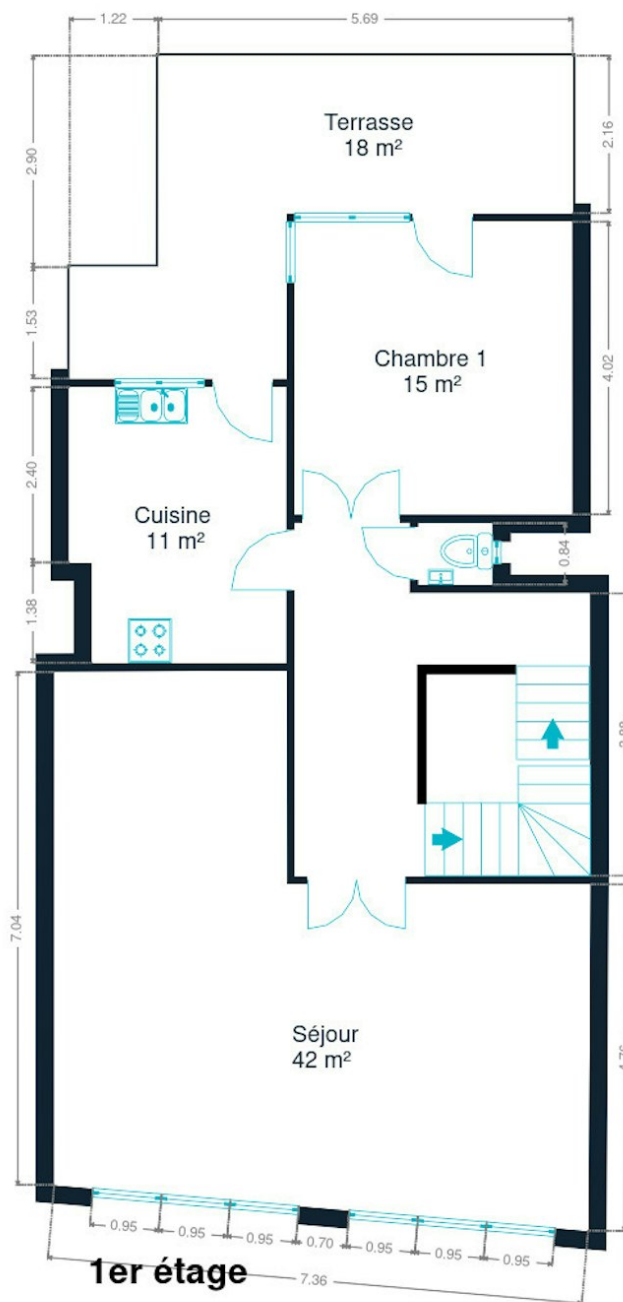 1.22
5.69
2.90
2.16
Terrasse
18 m²
1.53
4.02
Chambre 1
15 m²
2.40
Cuisine
11 m²
0.84
1.38
7.04
Séjour
42 m²
0.95
0.95
0.95
0.70
0.95
0.95
0.95
1er étage
7.36